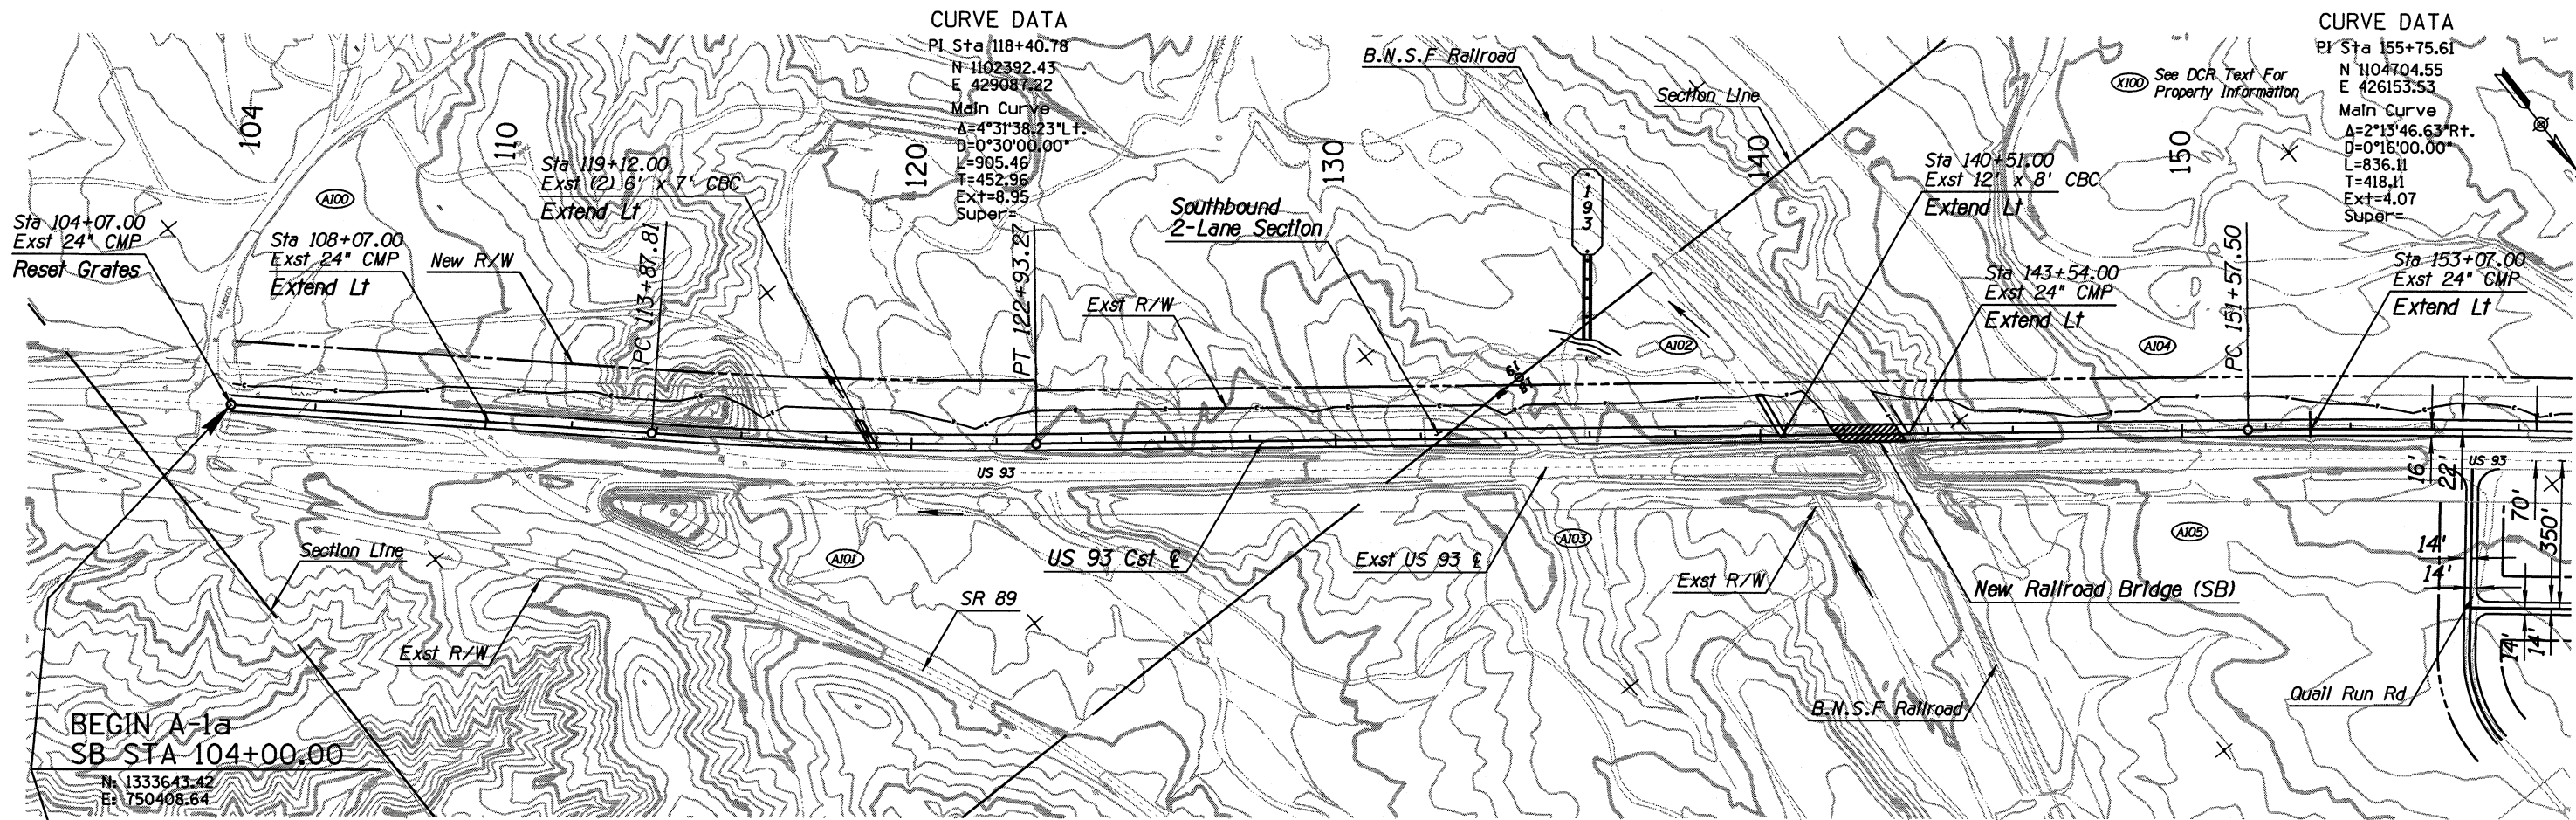 CURVE DATA
PI Sta 118+40.78
N 1102392.43
E 429087.22
Main Curve
Δ=4°31'38.23"Lt.
D=0°30'00.00"
L=905.46
T=452.96
Ext=8.95
Super=
CURVE DATA
PI Sta 155+75.61
N 1104704.55
E 426153.53
Main Curve
Δ=2°13'46.63"Rt.
D=0°16'00.00"
L=836.11
T=418.11
Ext=4.07
Super=
B.N.S.F Railroad
Section Line
X100 See DCR Text For
Property Information
104
110
120
130
140
150
Sta 104+07.00
Exst 24" CMP
Reset Grates
A100
Sta 108+07.00
Exst 24" CMP
Extend Lt
New R/W
Sta 119+12.00
Exst (2) 6' x 7' CBC
Extend Lt
PC 113+87.81
PT 122+93.27
Exst R/W
Southbound
2-Lane Section
193
A102
Sta 140+51.00
Exst 12' x 8' CBC
Extend Lt
Sta 143+54.00
Exst 24" CMP
Extend Lt
A104
PC 151+57.50
Sta 153+07.00
Exst 24" CMP
Extend Lt
19
18
US 93
US 93
16'
22'
70'
350'
14'
14'
14'
14'
Section Line
Exst R/W
A101
SR 89
US 93 Cst ℄
Exst US 93 ℄
A103
Exst R/W
A105
New Railroad Bridge (SB)
B.N.S.F Railroad
Quail Run Rd
BEGIN A-1a
SB STA 104+00.00
N: 1333643.42
E: 750408.64